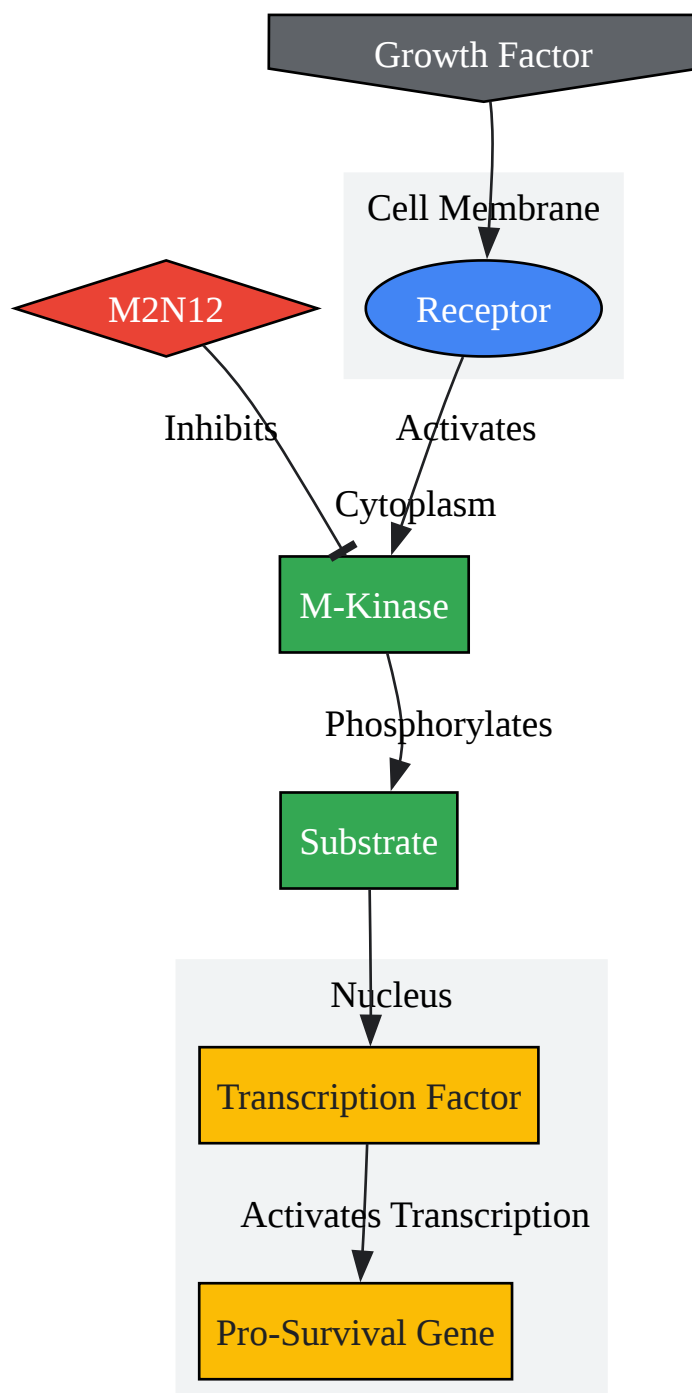 Growth Factor
Cell Membrane
M2N12
Receptor
Inhibits
Activates
Cytoplasm
M-Kinase
Phosphorylates
Substrate
Nucleus
Transcription Factor
Activates Transcription
Pro-Survival Gene